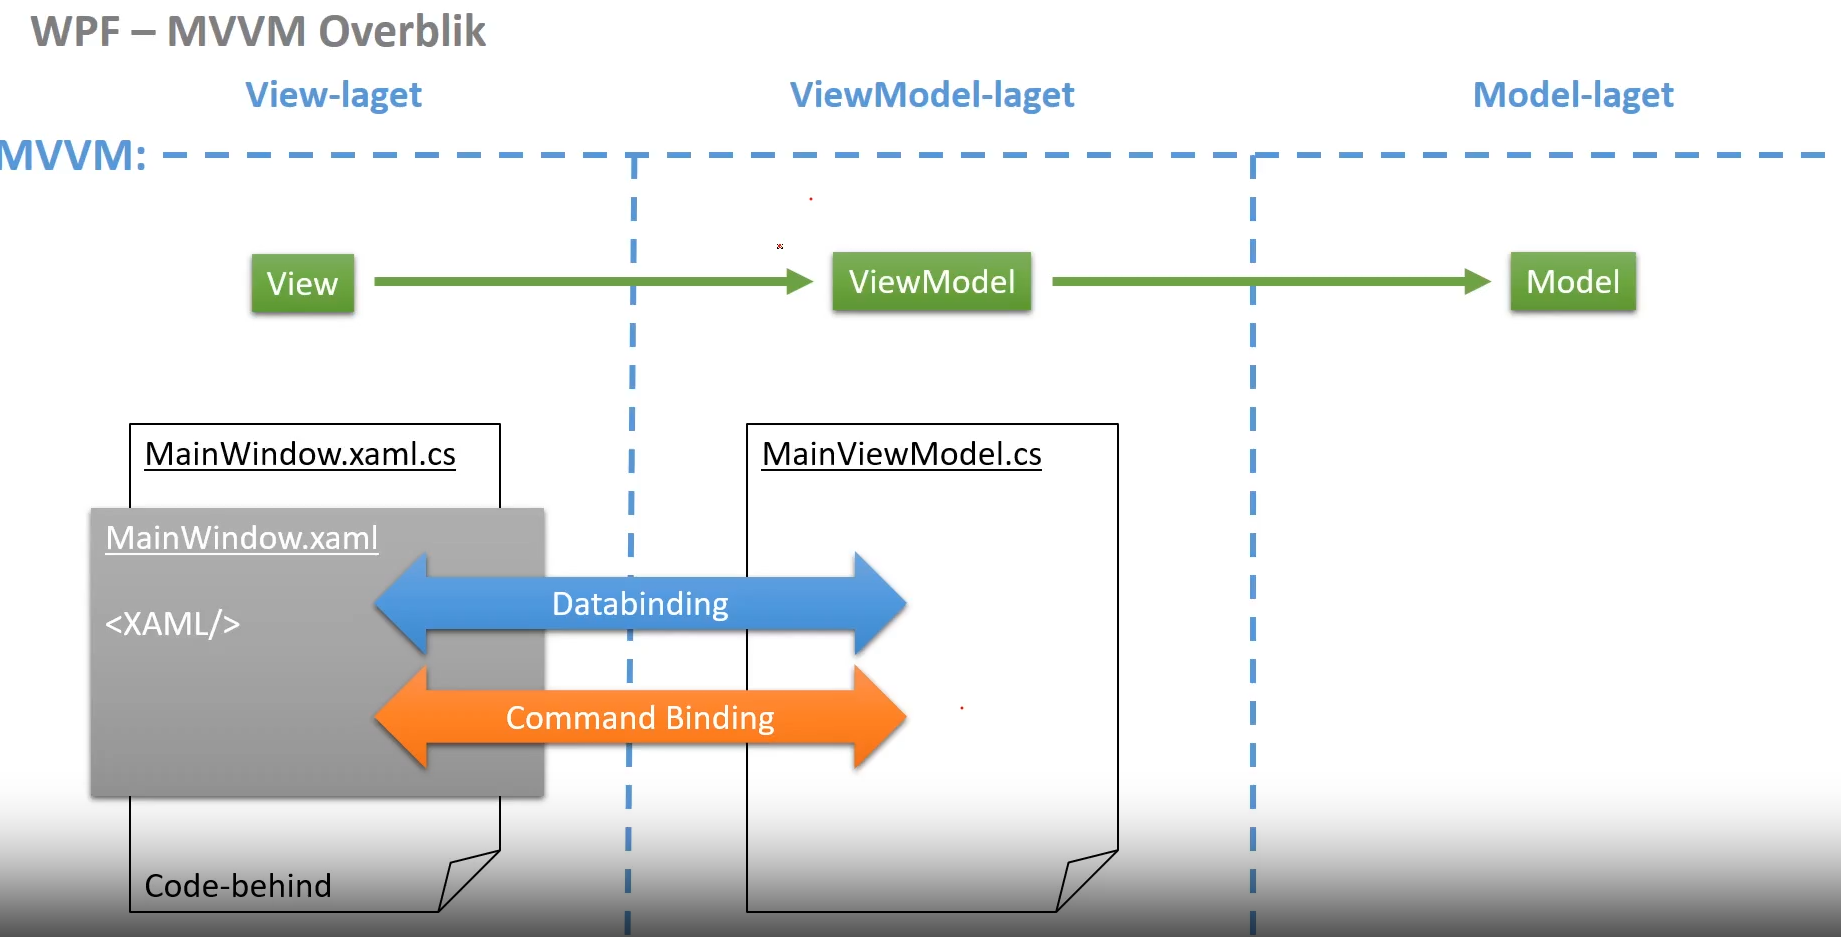 WPF – MVVM Overblik
View-laget
ViewModel-laget
Model-laget
MVVM:
View
ViewModel
Model
MainWindow.xaml.cs
MainViewModel.cs
MainWindow.xaml
<XAML/>
Databinding
Command Binding
Code-behind